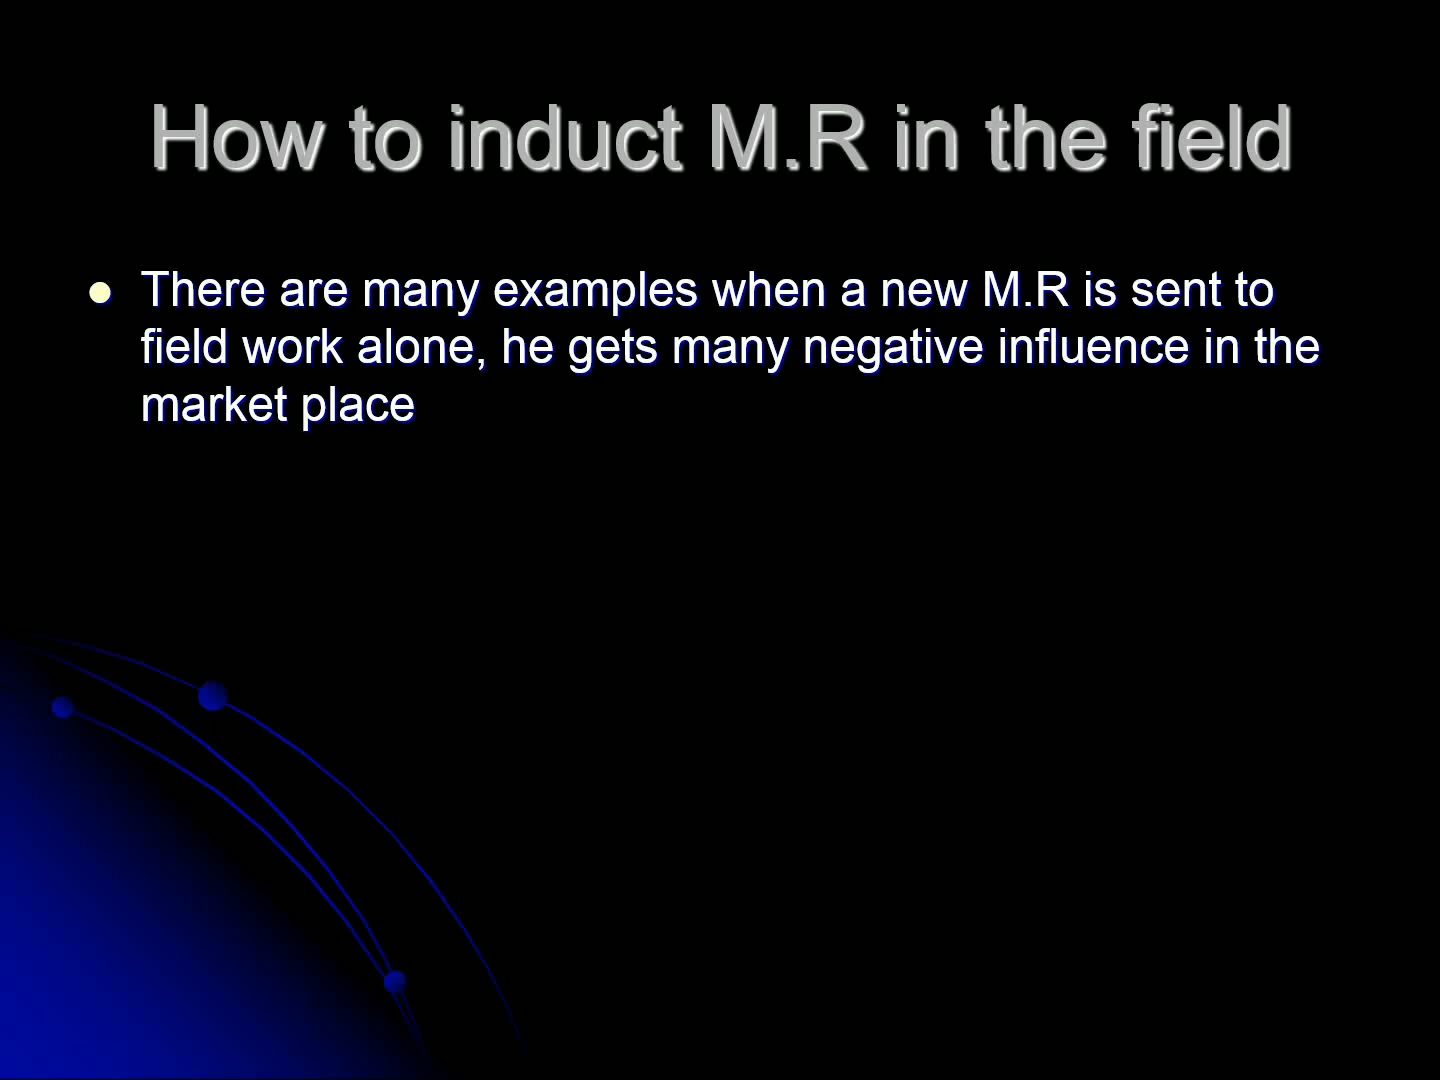 How to induct M.R in the field
There are many examples when a new M.R is sent to
field work alone, he gets many negative influence in the
market place